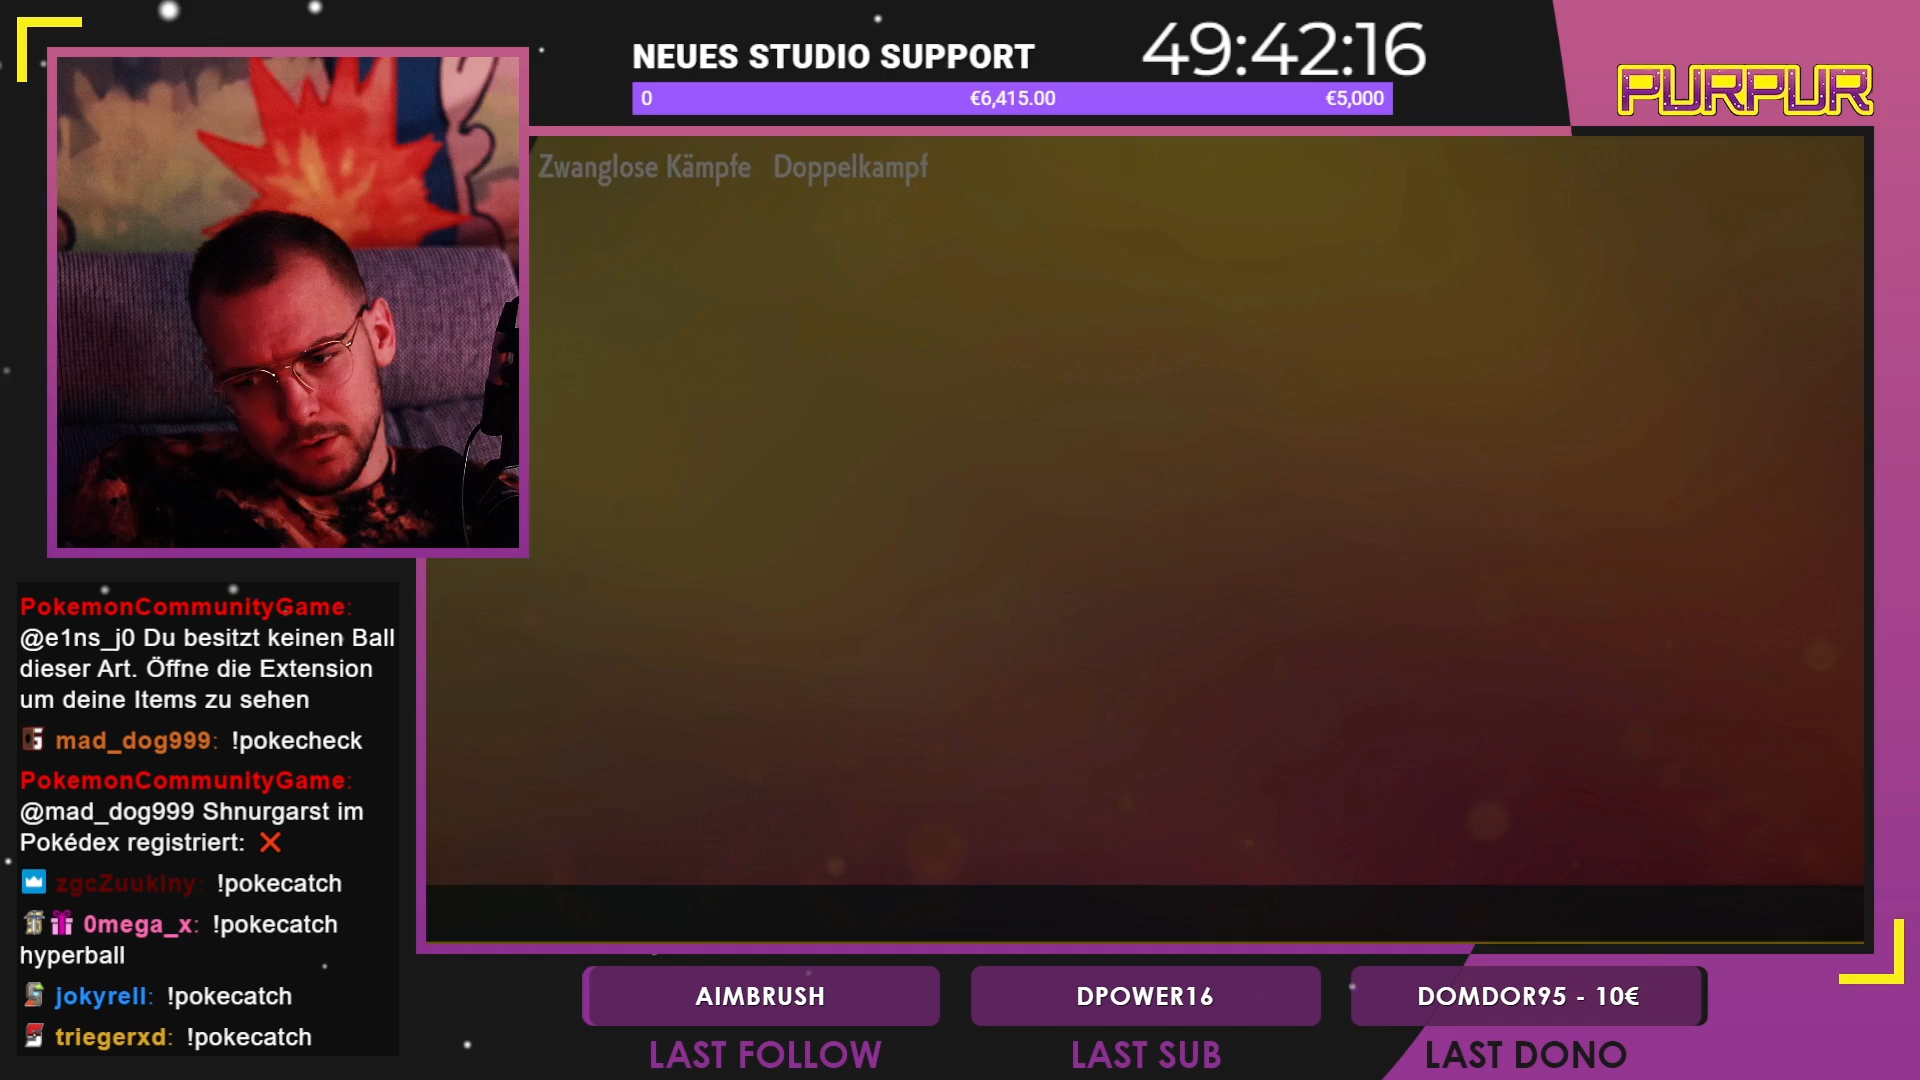 NEUES STUDIO SUPPORT
49:42:16
0 €6,415.00 €5,000
PURPUR
Zwanglose Kämpfe Doppelkampf
PokemonCommunityGame:
@e1ns_j0 Du besitzt keinen Ball
dieser Art. Öffne die Extension
um deine Items zu sehen
mad_dog999: !pokecheck
PokemonCommunityGame:
@mad_dog999 Shnurgarst im
Pokédex registriert: ❌
zgcZuukiny: !pokecatch
0mega_x: !pokecatch
hyperball
jokyrell: !pokecatch
triegerxd: !pokecatch
AIMBRUSH
LAST FOLLOW
DPOWER16
LAST SUB
DOMDOR95 - 10€
LAST DONO